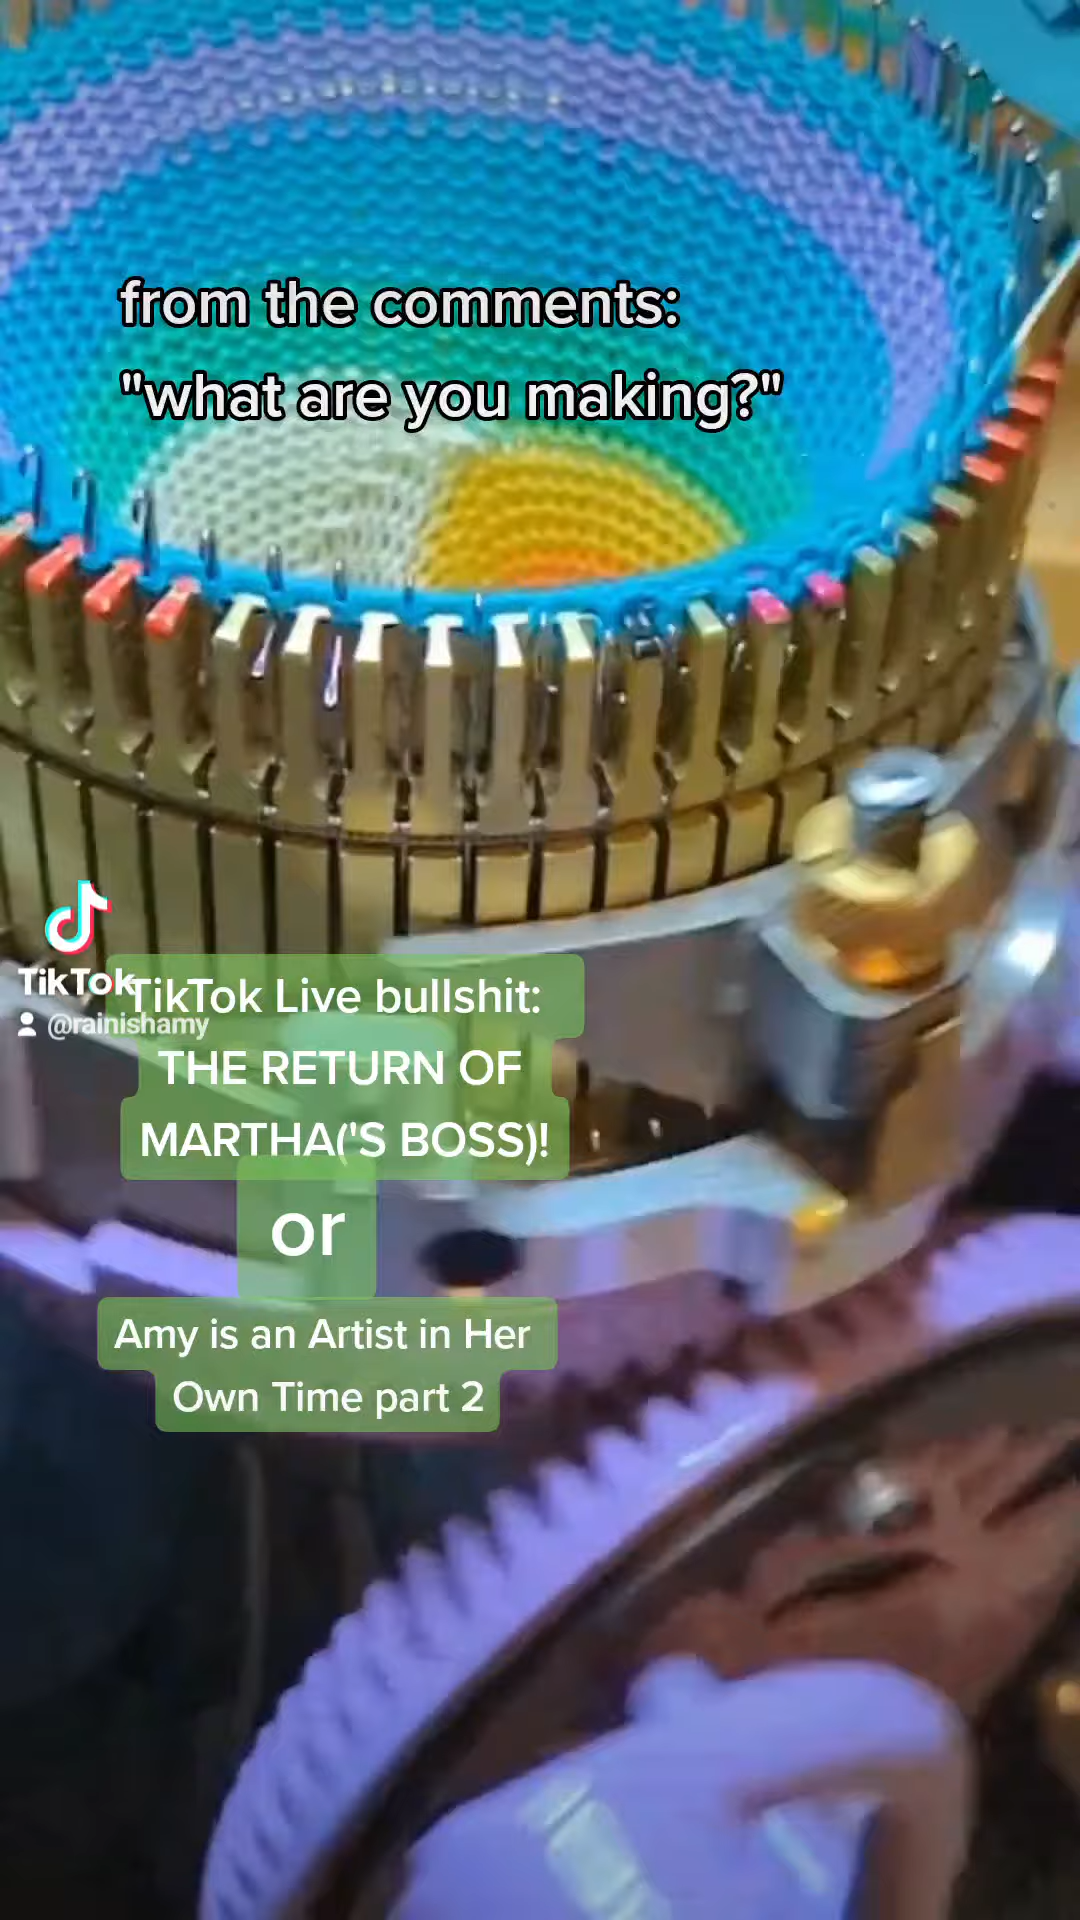 from the comments:
"what are you making?"
TikTok
@rainishamy
TikTok Live bullshit:
THE RETURN OF
MARTHA('S BOSS)!
or
Amy is an Artist in Her
Own Time part 2